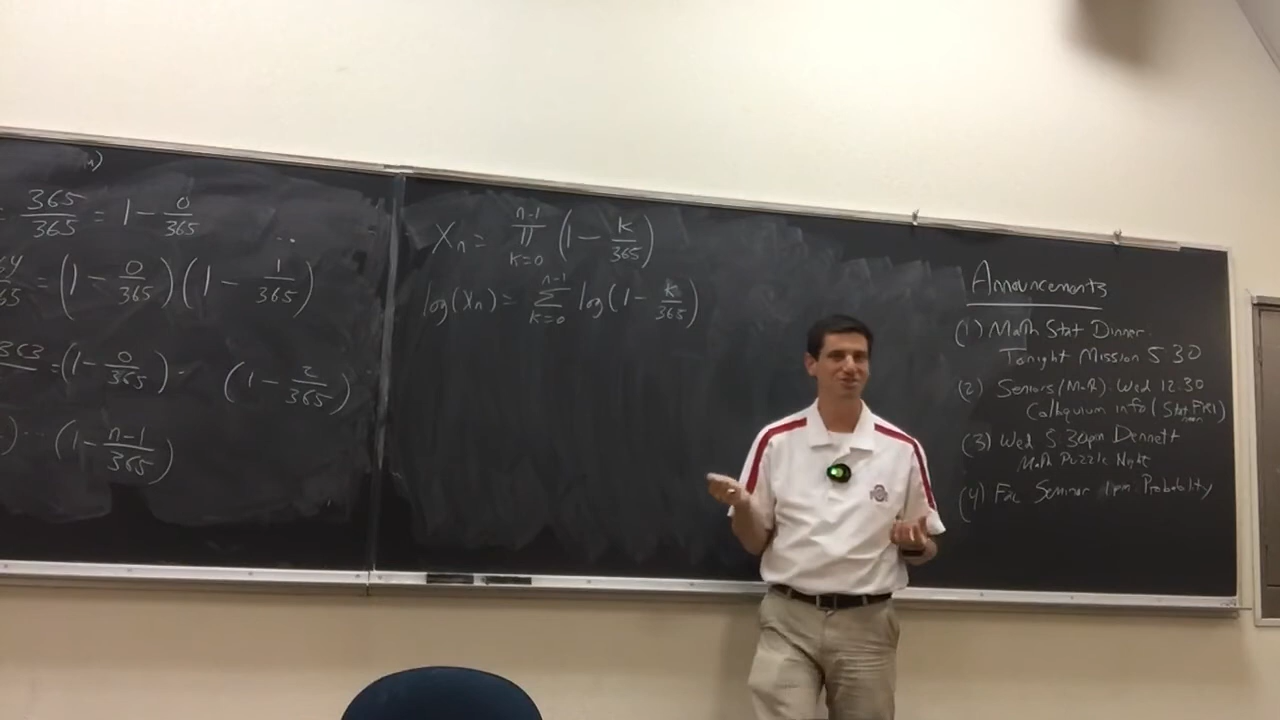 = 365/365 = 1 - 0/365
= (1 - 0/365)(1 - 1/365)
= (1 - 0/365) - (1 - 2/365)
) -- (1 - n-1/365)
Xn = n-1 π k=0 (1 - k/365)
log(Xn) = n-1 Σ k=0 log(1 - k/365)
Announcements
(1) Math Stat Dinner
Tonight Mission 5 30
(2) Seniors (Math) Wed 12.30
Colloquium info (Stat
(3) Wed 5.30pm Dennett
Math Puzzle Night
(4) Fac Seminar 1pm Probability